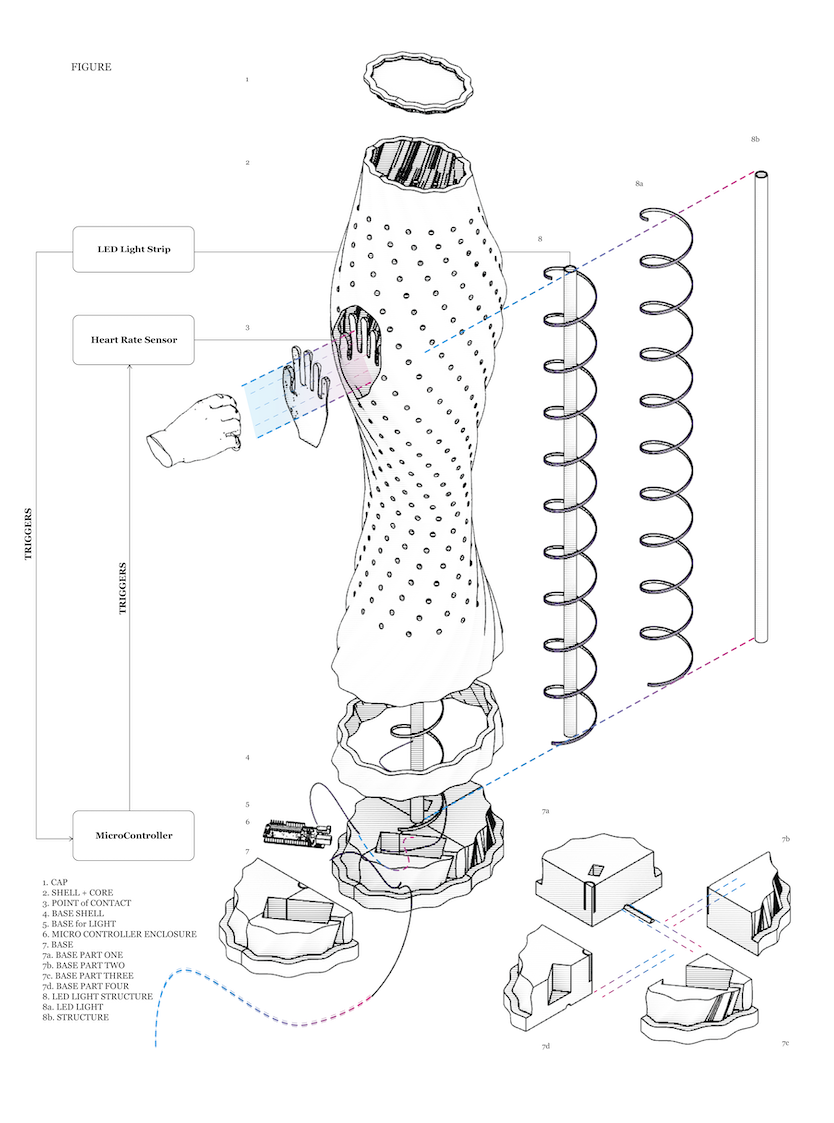 FIGURE
1
8b
2
8a
8
LED Light Strip
3
Heart Rate Sensor
TRIGGERS
TRIGGERS
4
5
6
7
MicroController
7a
7b
1. CAP
2. SHELL + CORE
3. POINT of CONTACT
4. BASE SHELL
5. BASE for LIGHT
6. MICRO CONTROLLER ENCLOSURE
7. BASE
7a. BASE PART ONE
7b. BASE PART TWO
7c. BASE PART THREE
7d. BASE PART FOUR
8. LED LIGHT STRUCTURE
8a. LED LIGHT
8b. STRUCTURE
7d
7c